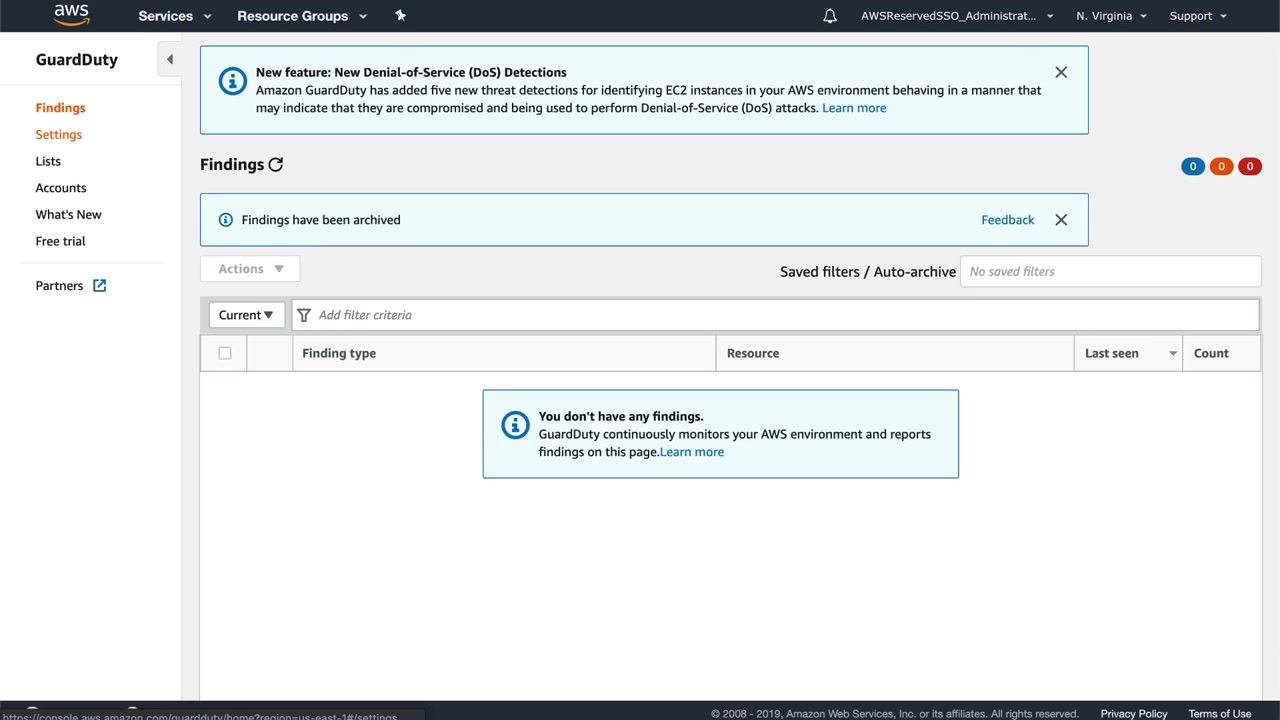 aws
Services
Resource Groups
AWSReservedSSO_Administrat...
N. Virginia
Support
GuardDuty
Findings
Settings
Lists
Accounts
What's New
Free trial
Partners
New feature: New Denial-of-Service (DoS) Detections
Amazon GuardDuty has added five new threat detections for identifying EC2 instances in your AWS environment behaving in a manner that
may indicate that they are compromised and being used to perform Denial-of-Service (DoS) attacks. Learn more
Findings
0 0 0
Findings have been archived
Feedback
Actions
Saved filters / Auto-archive
No saved filters
Current
Add filter criteria
Finding type
Resource
Last seen
Count
You don't have any findings.
GuardDuty continuously monitors your AWS environment and reports
findings on this page.Learn more
https://console.aws.amazon.com/guardduty/home?region=us-east-1#/settings
© 2008 - 2019, Amazon Web Services, Inc. or its affiliates. All rights reserved.
Privacy Policy
Terms of Use